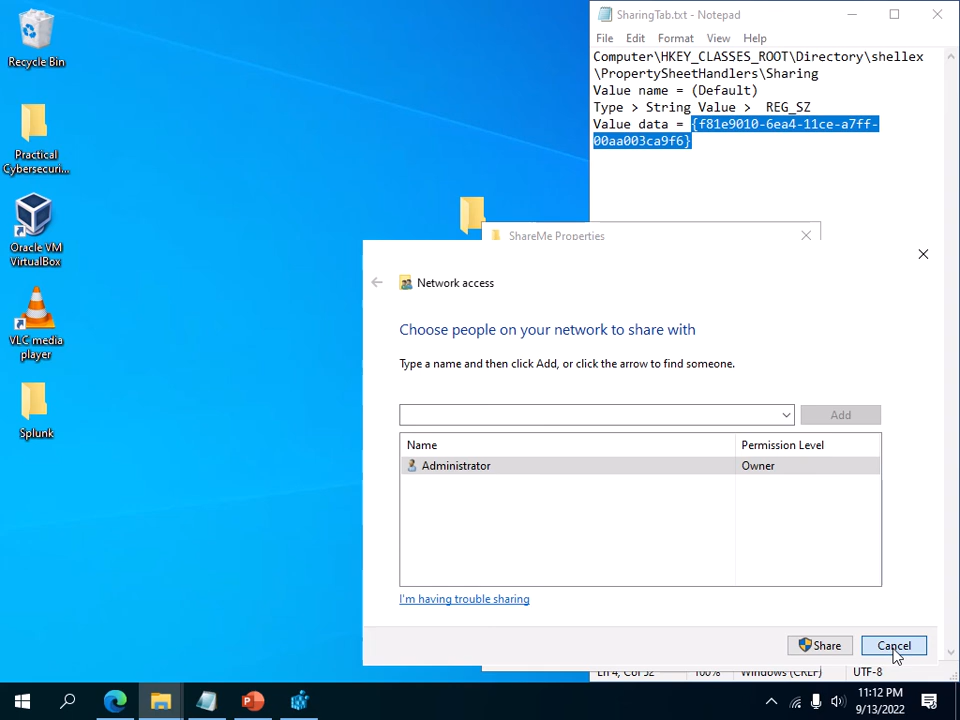 Recycle Bin
Practical
Cybersecuri...
Oracle VM
VirtualBox
VLC media
player
Splunk
SharingTab.txt - Notepad
File Edit Format View Help
Computer\HKEY_CLASSES_ROOT\Directory\shellex
\PropertySheetHandlers\Sharing
Value name = (Default)
Type > String Value > REG_SZ
Value data = {f81e9010-6ea4-11ce-a7ff-
00aa003ca9f6}
ShareMe Properties
Network access
Choose people on your network to share with
Type a name and then click Add, or click the arrow to find someone.
Add
Name Permission Level
Administrator Owner
I'm having trouble sharing
Share Cancel
100% Windows (CRLF) UTF-8
11:12 PM
9/13/2022